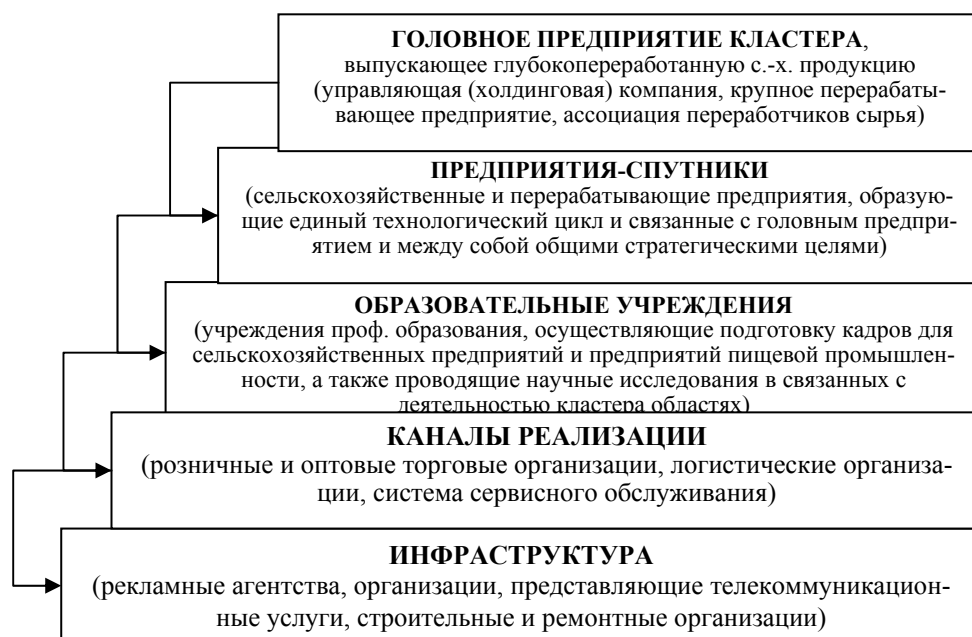 ГОЛОВНОЕ ПРЕДПРИЯТИЕ КЛАСТЕРА,
выпускающее глубокопереработанную с.-х. продукцию
(управляющая (холдинговая) компания, крупное перерабаты-
вающее предприятие, ассоциация переработчиков сырья)
ПРЕДПРИЯТИЯ-СПУТНИКИ
(сельскохозяйственные и перерабатывающие предприятия, образую-
щие единый технологический цикл и связанные с головным предпри-
ятием и между собой общими стратегическими целями)
ОБРАЗОВАТЕЛЬНЫЕ УЧРЕЖДЕНИЯ
(учреждения проф. образования, осуществляющие подготовку кадров для
сельскохозяйственных предприятий и предприятий пищевой промышлен-
ности, а также проводящие научные исследования в связанных с
деятельностью кластера областях)
КАНАЛЫ РЕАЛИЗАЦИИ
(розничные и оптовые торговые организации, логистические организа-
ции, система сервисного обслуживания)
ИНФРАСТРУКТУРА
(рекламные агентства, организации, представляющие телекоммуникацион-
ные услуги, строительные и ремонтные организации)